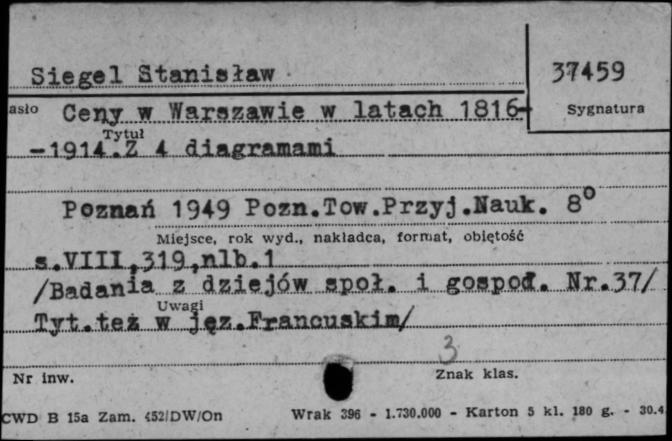 Siegel Stanisław
37459
asło Ceny w Warszawie w latach 1816-
Sygnatura
Tytuł
-1914.Z 4 diagramami
Poznań 1949 Pozn.Tow.Przyj.Nauk. 8°
Miejsce, rok wyd., nakładca, format, objętość
s.VIII,319,nlb.1
/Badania z dziejów społ. i gospod. Nr.37/
Uwagi
Tyt.też w jęz.Francuskim/
3
Nr inw.
Znak klas.
CWD B 15a Zam. 452/DW/On Wrak 396 - 1.730.000 - Karton 5 kl. 180 g. - 30.4